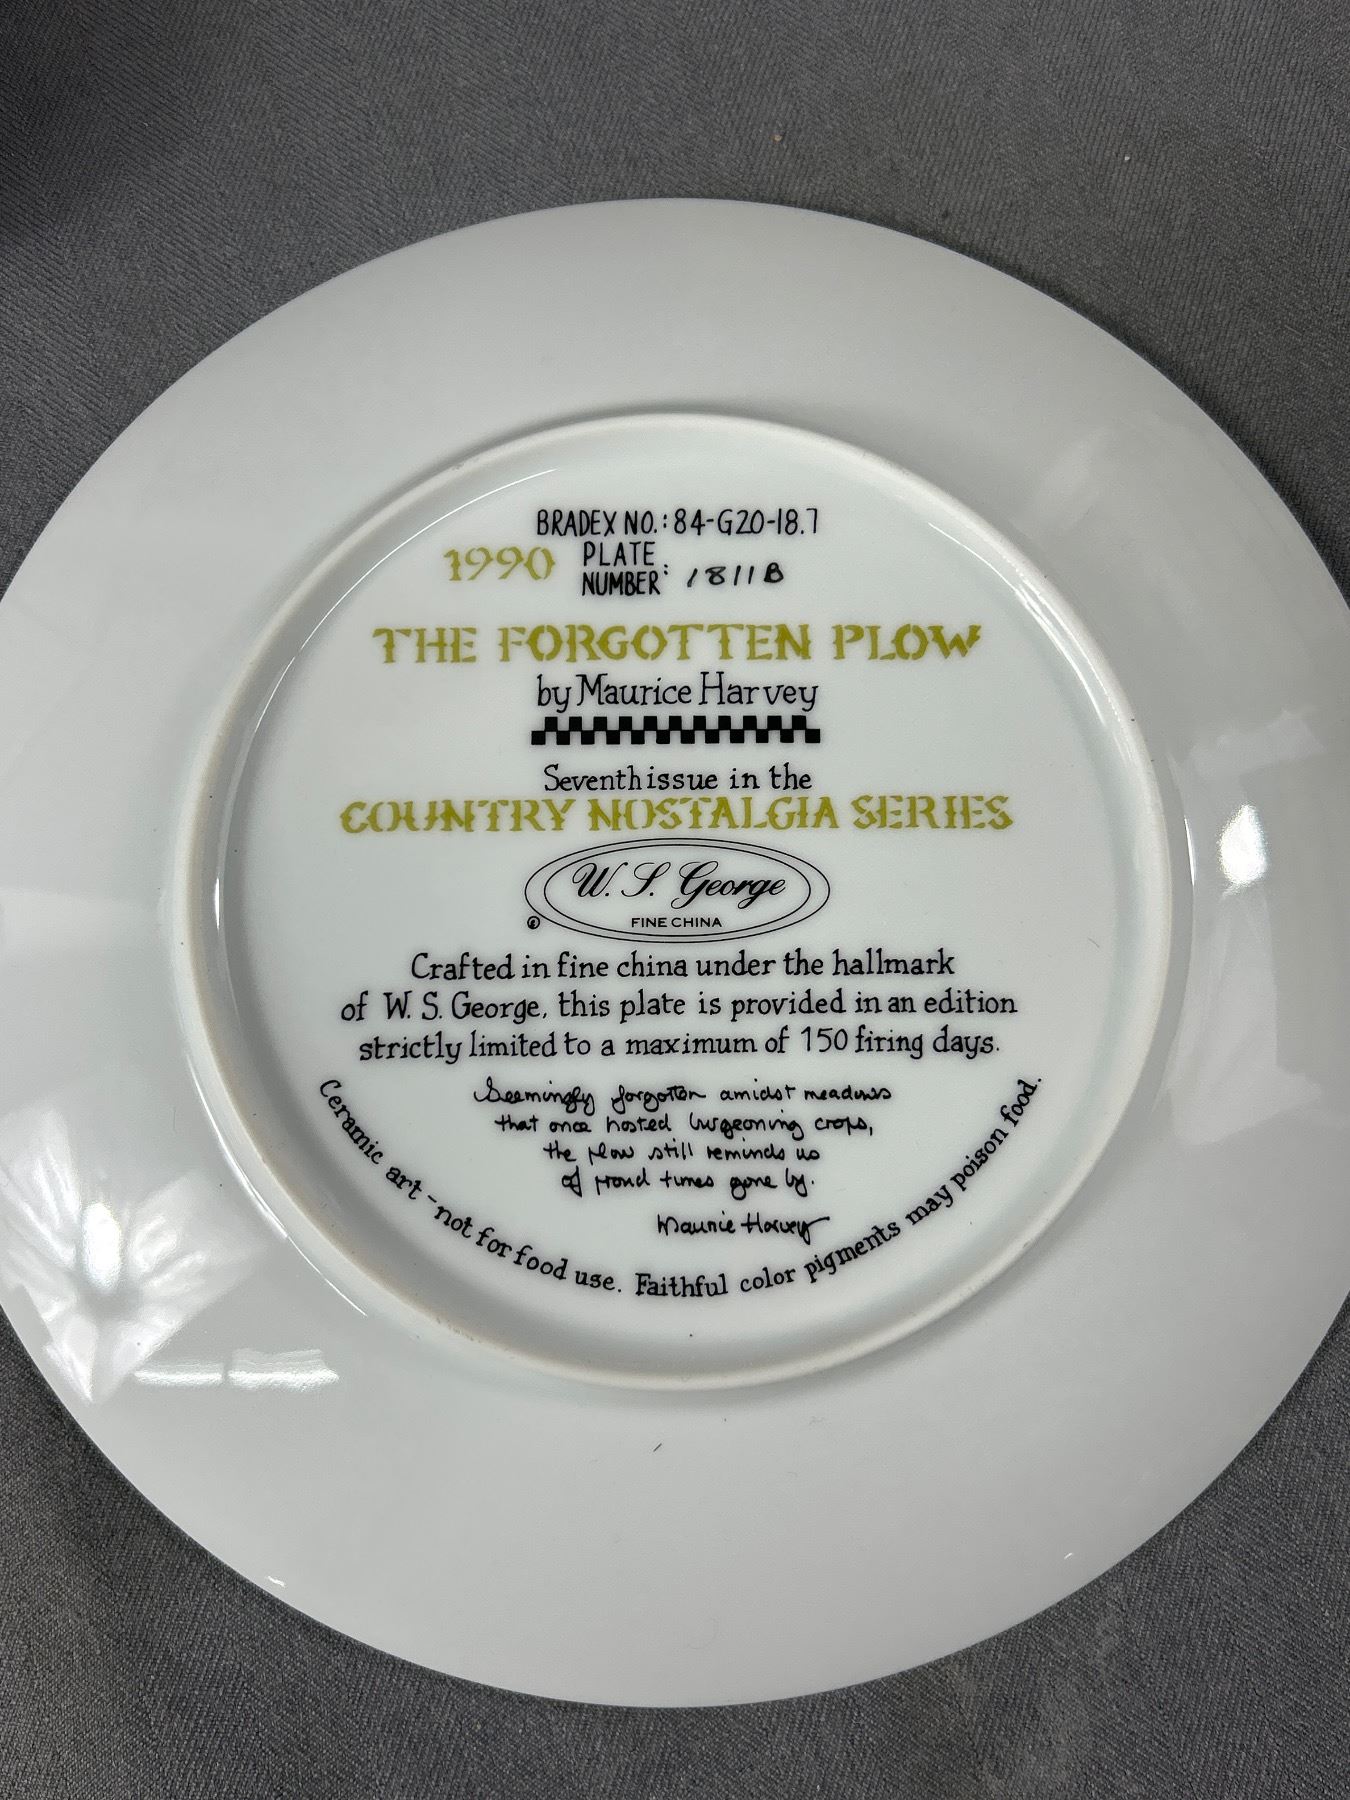 BRADEX NO.: 84-G20-18.7
1990 PLATE NUMBER: 1811B
THE FORGOTTEN PLOW
by Maurice Harvey
Seventh issue in the
COUNTRY NOSTALGIA SERIES
W. S. George
FINE CHINA
Crafted in fine china under the hallmark
of W. S. George, this plate is provided in an edition
strictly limited to a maximum of 150 firing days.
Seemingly forgotten amidst meadows
that once hosted burgeoning crops,
the plow still reminds us
of proud times gone by.
Maurice Harvey
Ceramic art - not for food use. Faithful color pigments may poison food.